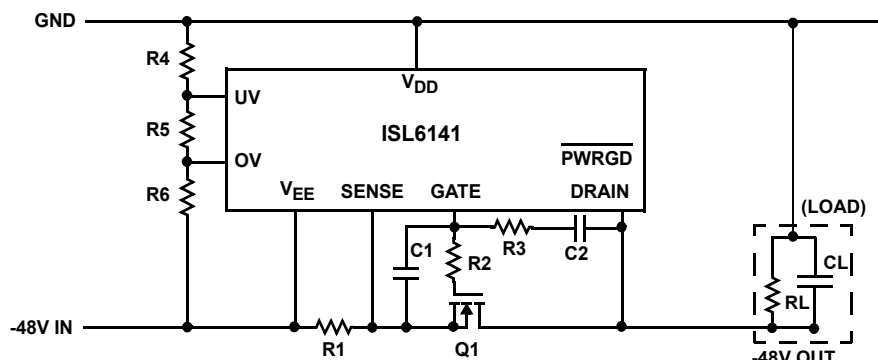 GND
R4
UV
VDD
R5
ISL6141
OV
PWRGD
R6
VEE SENSE GATE DRAIN
(LOAD)
C1
R2
R3
C2
CL
RL
-48V IN
R1
Q1
-48V OUT